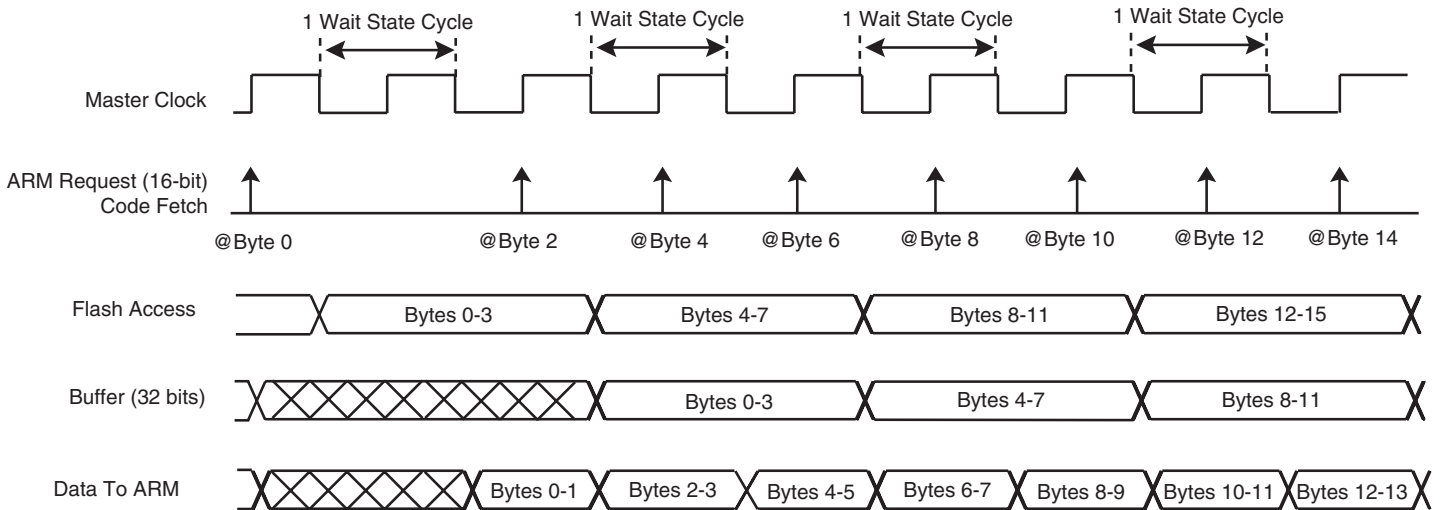 1 Wait State Cycle
1 Wait State Cycle
1 Wait State Cycle
1 Wait State Cycle
Master Clock
ARM Request (16-bit)
Code Fetch
@Byte 0
@Byte 2
@Byte 4
@Byte 6
@Byte 8
@Byte 10
@Byte 12
@Byte 14
Flash Access
Bytes 0-3
Bytes 4-7
Bytes 8-11
Bytes 12-15
Buffer (32 bits)
Bytes 0-3
Bytes 4-7
Bytes 8-11
Data To ARM
Bytes 0-1
Bytes 2-3
Bytes 4-5
Bytes 6-7
Bytes 8-9
Bytes 10-11
Bytes 12-13